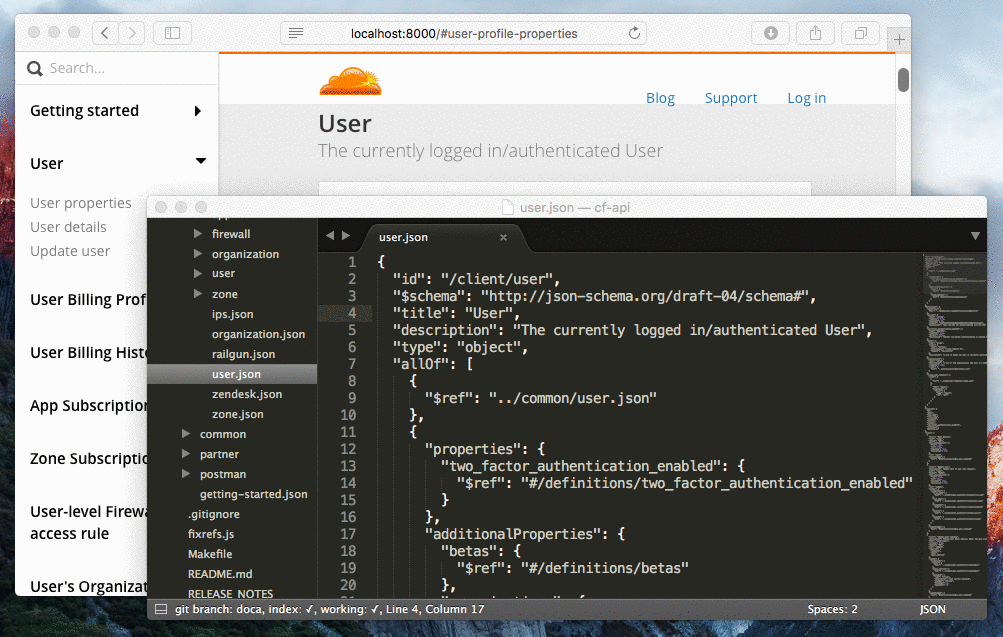 localhost:8000/#user-profile-properties
Search...
Getting started
User
User properties
User details
Update user
User Billing Prof
User Billing Histo
App Subscription
Zone Subscriptio
User-level Firewa
access rule
User's Organizat
Blog
Support
Log in
User
The currently logged in/authenticated User
user.json — cf-api
firewall
organization
user
zone
ips.json
organization.json
railgun.json
user.json
zendesk.json
zone.json
common
partner
postman
getting-started.json
.gitignore
fixrefs.js
Makefile
README.md
RELEASE_NOTES
user.json ×
1 {
2 "id": "/client/user",
3 "$schema": "http://json-schema.org/draft-04/schema#",
4 "title": "User",
5 "description": "The currently logged in/authenticated User",
6 "type": "object",
7 "allOf": [
8 {
9 "$ref": "../common/user.json"
10 },
11 {
12 "properties": {
13 "two_factor_authentication_enabled": {
14 "$ref": "#/definitions/two_factor_authentication_enabled"
15 }
16 },
17 "additionalProperties": {
18 "betas": {
19 "$ref": "#/definitions/betas"
20 },
git branch: doca, index: ✓, working: ✓, Line 4, Column 17
Spaces: 2
JSON